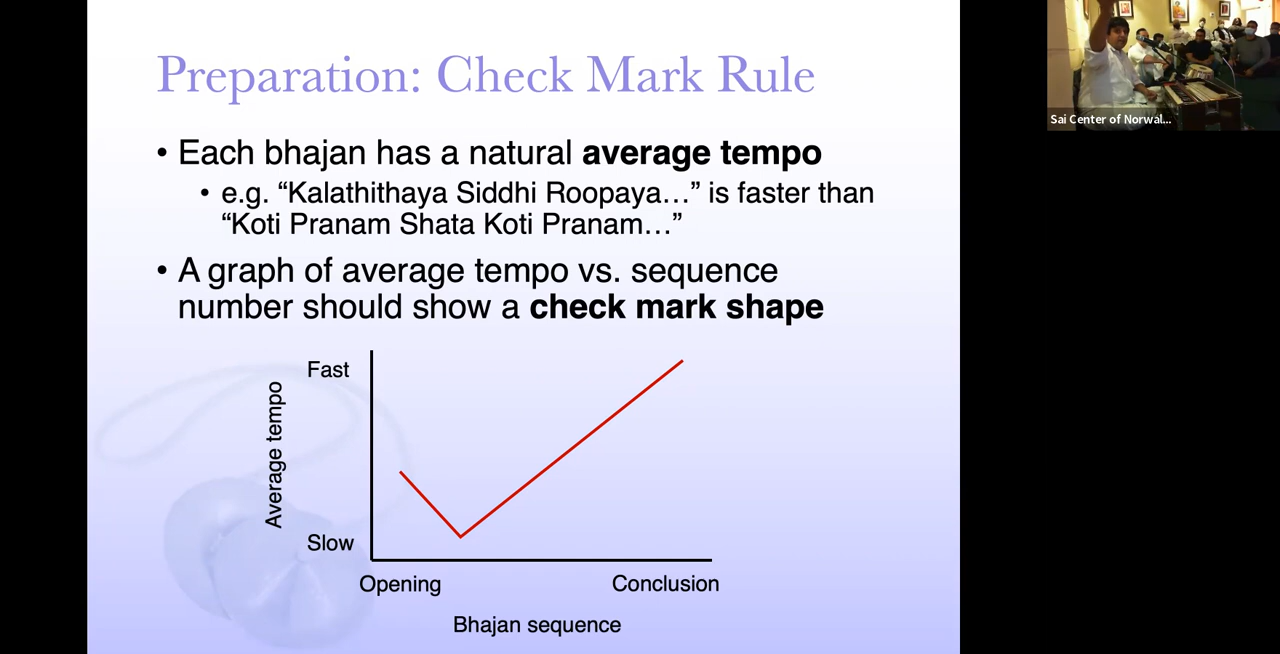 Preparation: Check Mark Rule
• Each bhajan has a natural average tempo
• e.g. “Kalathithaya Siddhi Roopaya…” is faster than
“Koti Pranam Shata Koti Pranam…”
• A graph of average tempo vs. sequence
number should show a check mark shape
Fast
Average tempo
Slow
Opening
Conclusion
Bhajan sequence
Sai Center of Norwal...